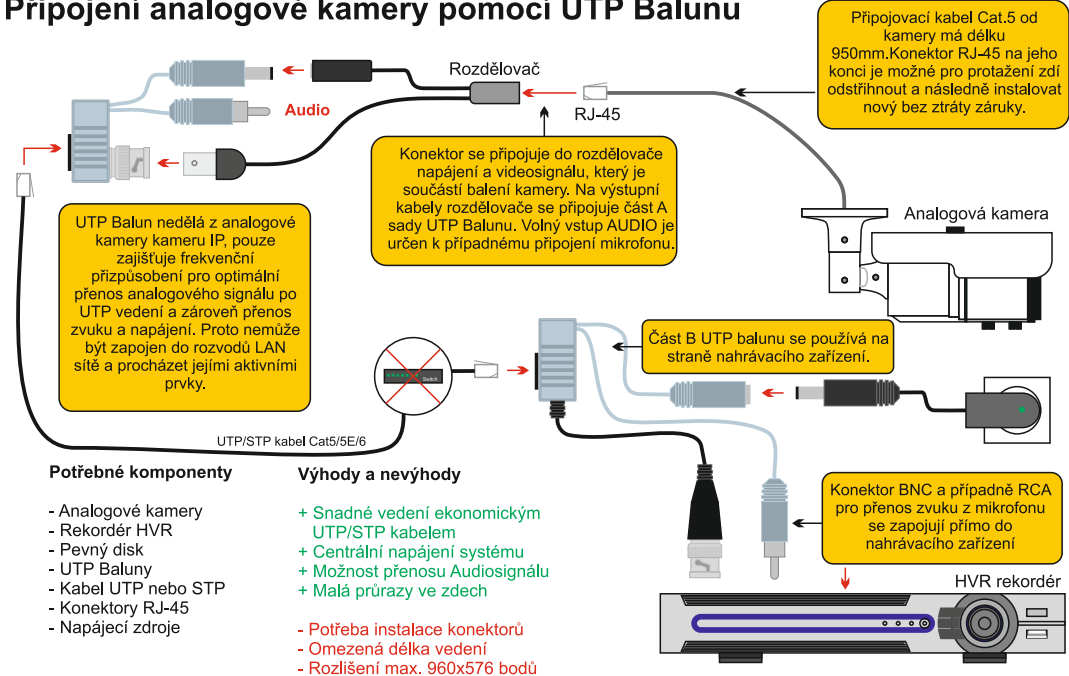 Připojení analogové kamery pomocí UTP Balunu
Připojovací kabel Cat.5 od
kamery má délku
950mm.Konektor RJ-45 na jeho
konci je možné pro protažení zdí
odstřihnout a následně instalovat
nový bez ztráty záruky.
Rozdělovač
Audio
RJ-45
Konektor se připojuje do rozdělovače
napájení a videosignálu, který je
součástí balení kamery. Na výstupní
kabely rozdělovače se připojuje část A
sady UTP Balunu. Volný vstup AUDIO je
určen k případnému připojení mikrofonu.
Analogová kamera
UTP Balun nedělá z analogové
kamery kameru IP, pouze
zajišťuje frekvenční
přizpůsobení pro optimální
přenos analogového signálu po
UTP vedení a zároveň přenos
zvuku a napájení. Proto nemůže
být zapojen do rozvodů LAN
sítě a procházet jejími aktivními
prvky.
Část B UTP balunu se používá na
straně nahrávacího zařízení.
Switch
UTP/STP kabel Cat5/5E/6
Potřebné komponenty
- Analogové kamery
- Rekordér HVR
- Pevný disk
- UTP Baluny
- Kabel UTP nebo STP
- Konektory RJ-45
- Napájecí zdroje
Výhody a nevýhody
+ Snadné vedení ekonomickým
UTP/STP kabelem
+ Centrální napájení systému
+ Možnost přenosu Audiosignálu
+ Malá průrazy ve zdech
- Potřeba instalace konektorů
- Omezená délka vedení
- Rozlišení max. 960x576 bodů
Konektor BNC a případně RCA
pro přenos zvuku z mikrofonu
se zapojují přímo do
nahrávacího zařízení
HVR rekordér